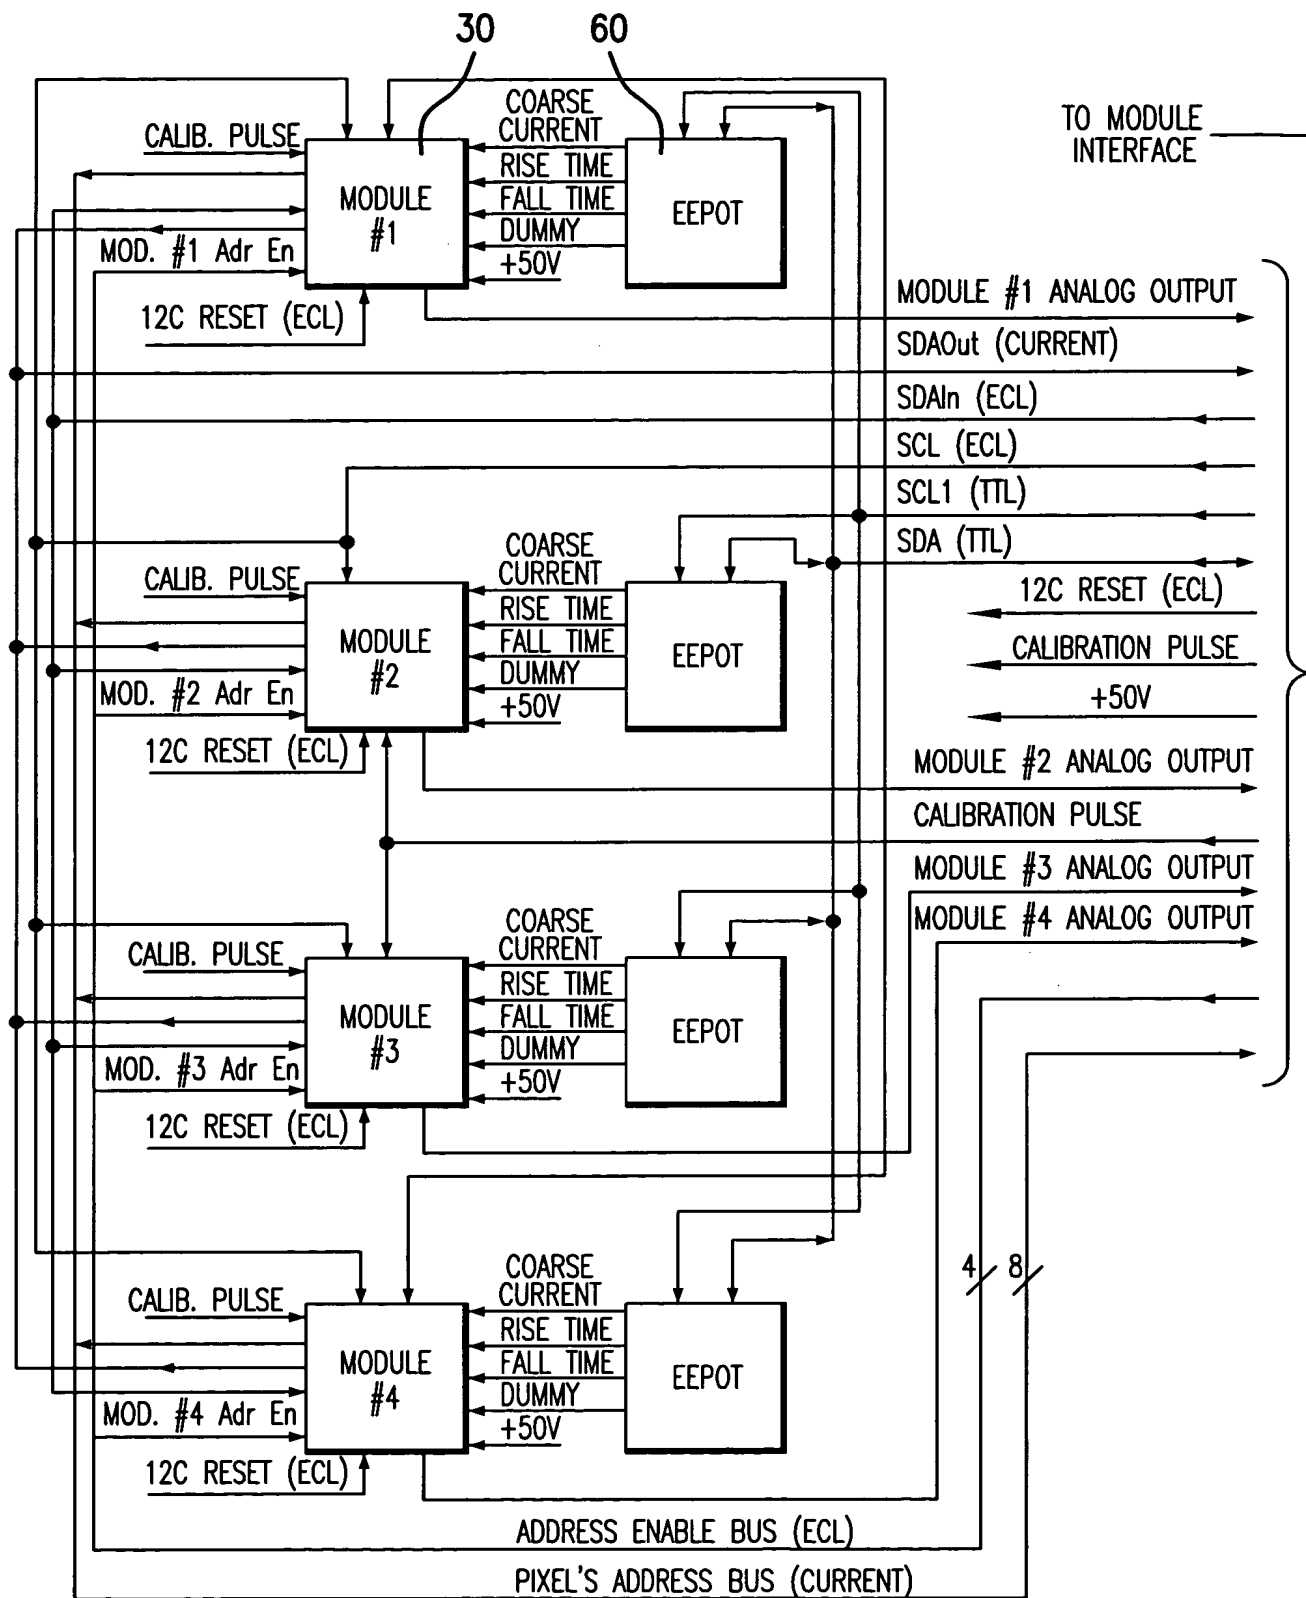 30
60
COARSE
CURRENT
CALIB. PULSE
RISE TIME
FALL TIME
DUMMY
+50V
MODULE
#1
EEPOT
MOD. #1 Adr En
12C RESET (ECL)
TO MODULE
INTERFACE
MODULE #1 ANALOG OUTPUT
SDAOut (CURRENT)
SDAIn (ECL)
SCL (ECL)
SCL1 (TTL)
SDA (TTL)
12C RESET (ECL)
CALIBRATION PULSE
+50V
COARSE
CURRENT
CALIB. PULSE
RISE TIME
FALL TIME
DUMMY
+50V
MODULE
#2
EEPOT
MOD. #2 Adr En
12C RESET (ECL)
MODULE #2 ANALOG OUTPUT
CALIBRATION PULSE
MODULE #3 ANALOG OUTPUT
MODULE #4 ANALOG OUTPUT
COARSE
CURRENT
CALIB. PULSE
RISE TIME
FALL TIME
DUMMY
+50V
MODULE
#3
EEPOT
MOD. #3 Adr En
12C RESET (ECL)
COARSE
CURRENT
CALIB. PULSE
RISE TIME
FALL TIME
DUMMY
+50V
MODULE
#4
EEPOT
MOD. #4 Adr En
12C RESET (ECL)
4
8
ADDRESS ENABLE BUS (ECL)
PIXEL'S ADDRESS BUS (CURRENT)